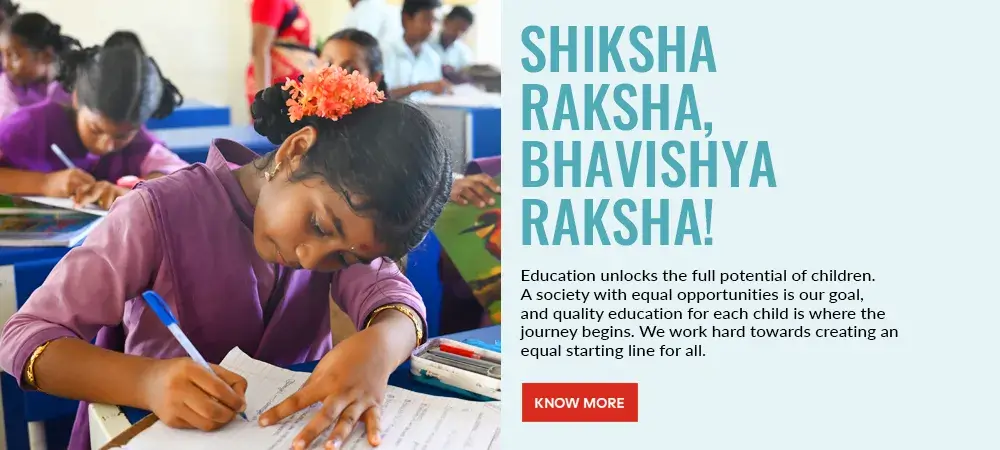 SHIKSHA
RAKSHA,
BHAVISHYA
RAKSHA!
Education unlocks the full potential of children.
A society with equal opportunities is our goal,
and quality education for each child is where the
journey begins. We work hard towards creating an
equal starting line for all.
KNOW MORE